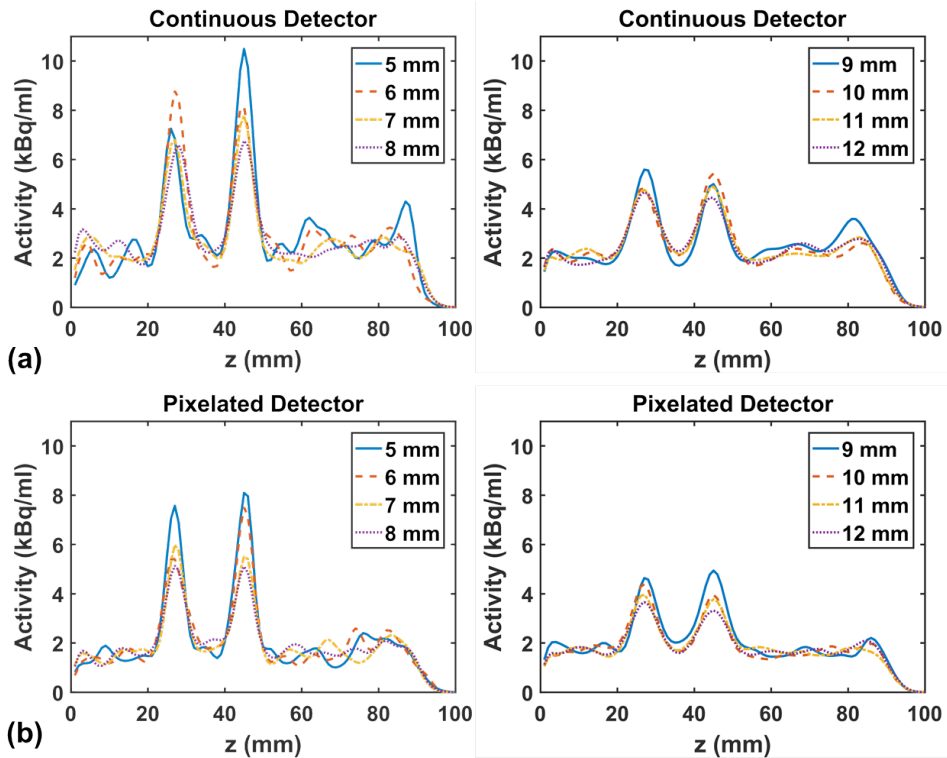 Continuous Detector
Activity (kBq/ml)
10
8
6
4
2
0
5 mm
6 mm
7 mm
8 mm
0 20 40 60 80 100
z (mm)
(a)
Continuous Detector
Activity (kBq/ml)
10
8
6
4
2
0
9 mm
10 mm
11 mm
12 mm
0 20 40 60 80 100
z (mm)
Pixelated Detector
Activity (kBq/ml)
10
8
6
4
2
0
5 mm
6 mm
7 mm
8 mm
0 20 40 60 80 100
z (mm)
(b)
Pixelated Detector
Activity (kBq/ml)
10
8
6
4
2
0
9 mm
10 mm
11 mm
12 mm
0 20 40 60 80 100
z (mm)